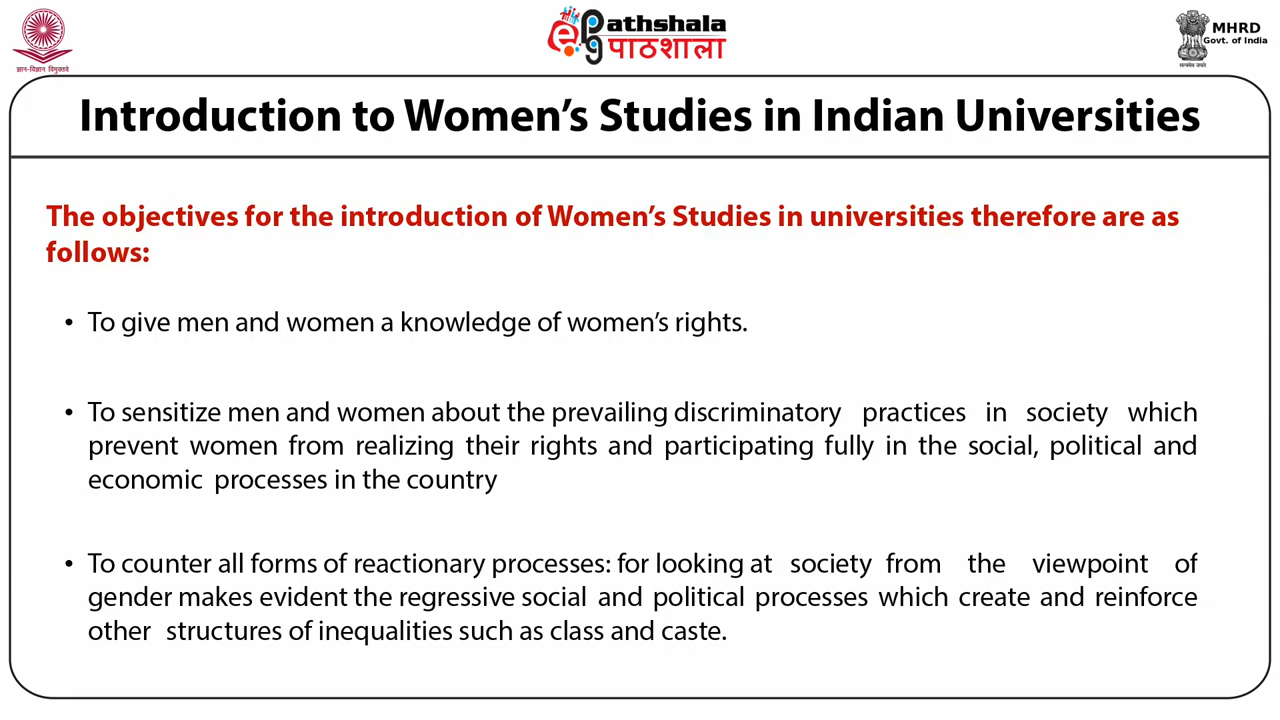 ज्ञान-विज्ञान विमुक्तये
ePathshala
पाठशाला
MHRD
Govt. of India
सत्यमेव जयते
Introduction to Women’s Studies in Indian Universities
The objectives for the introduction of Women’s Studies in universities therefore are as
follows:
• To give men and women a knowledge of women’s rights.
• To sensitize men and women about the prevailing discriminatory practices in society which
prevent women from realizing their rights and participating fully in the social, political and
economic processes in the country
• To counter all forms of reactionary processes: for looking at society from the viewpoint of
gender makes evident the regressive social and political processes which create and reinforce
other structures of inequalities such as class and caste.